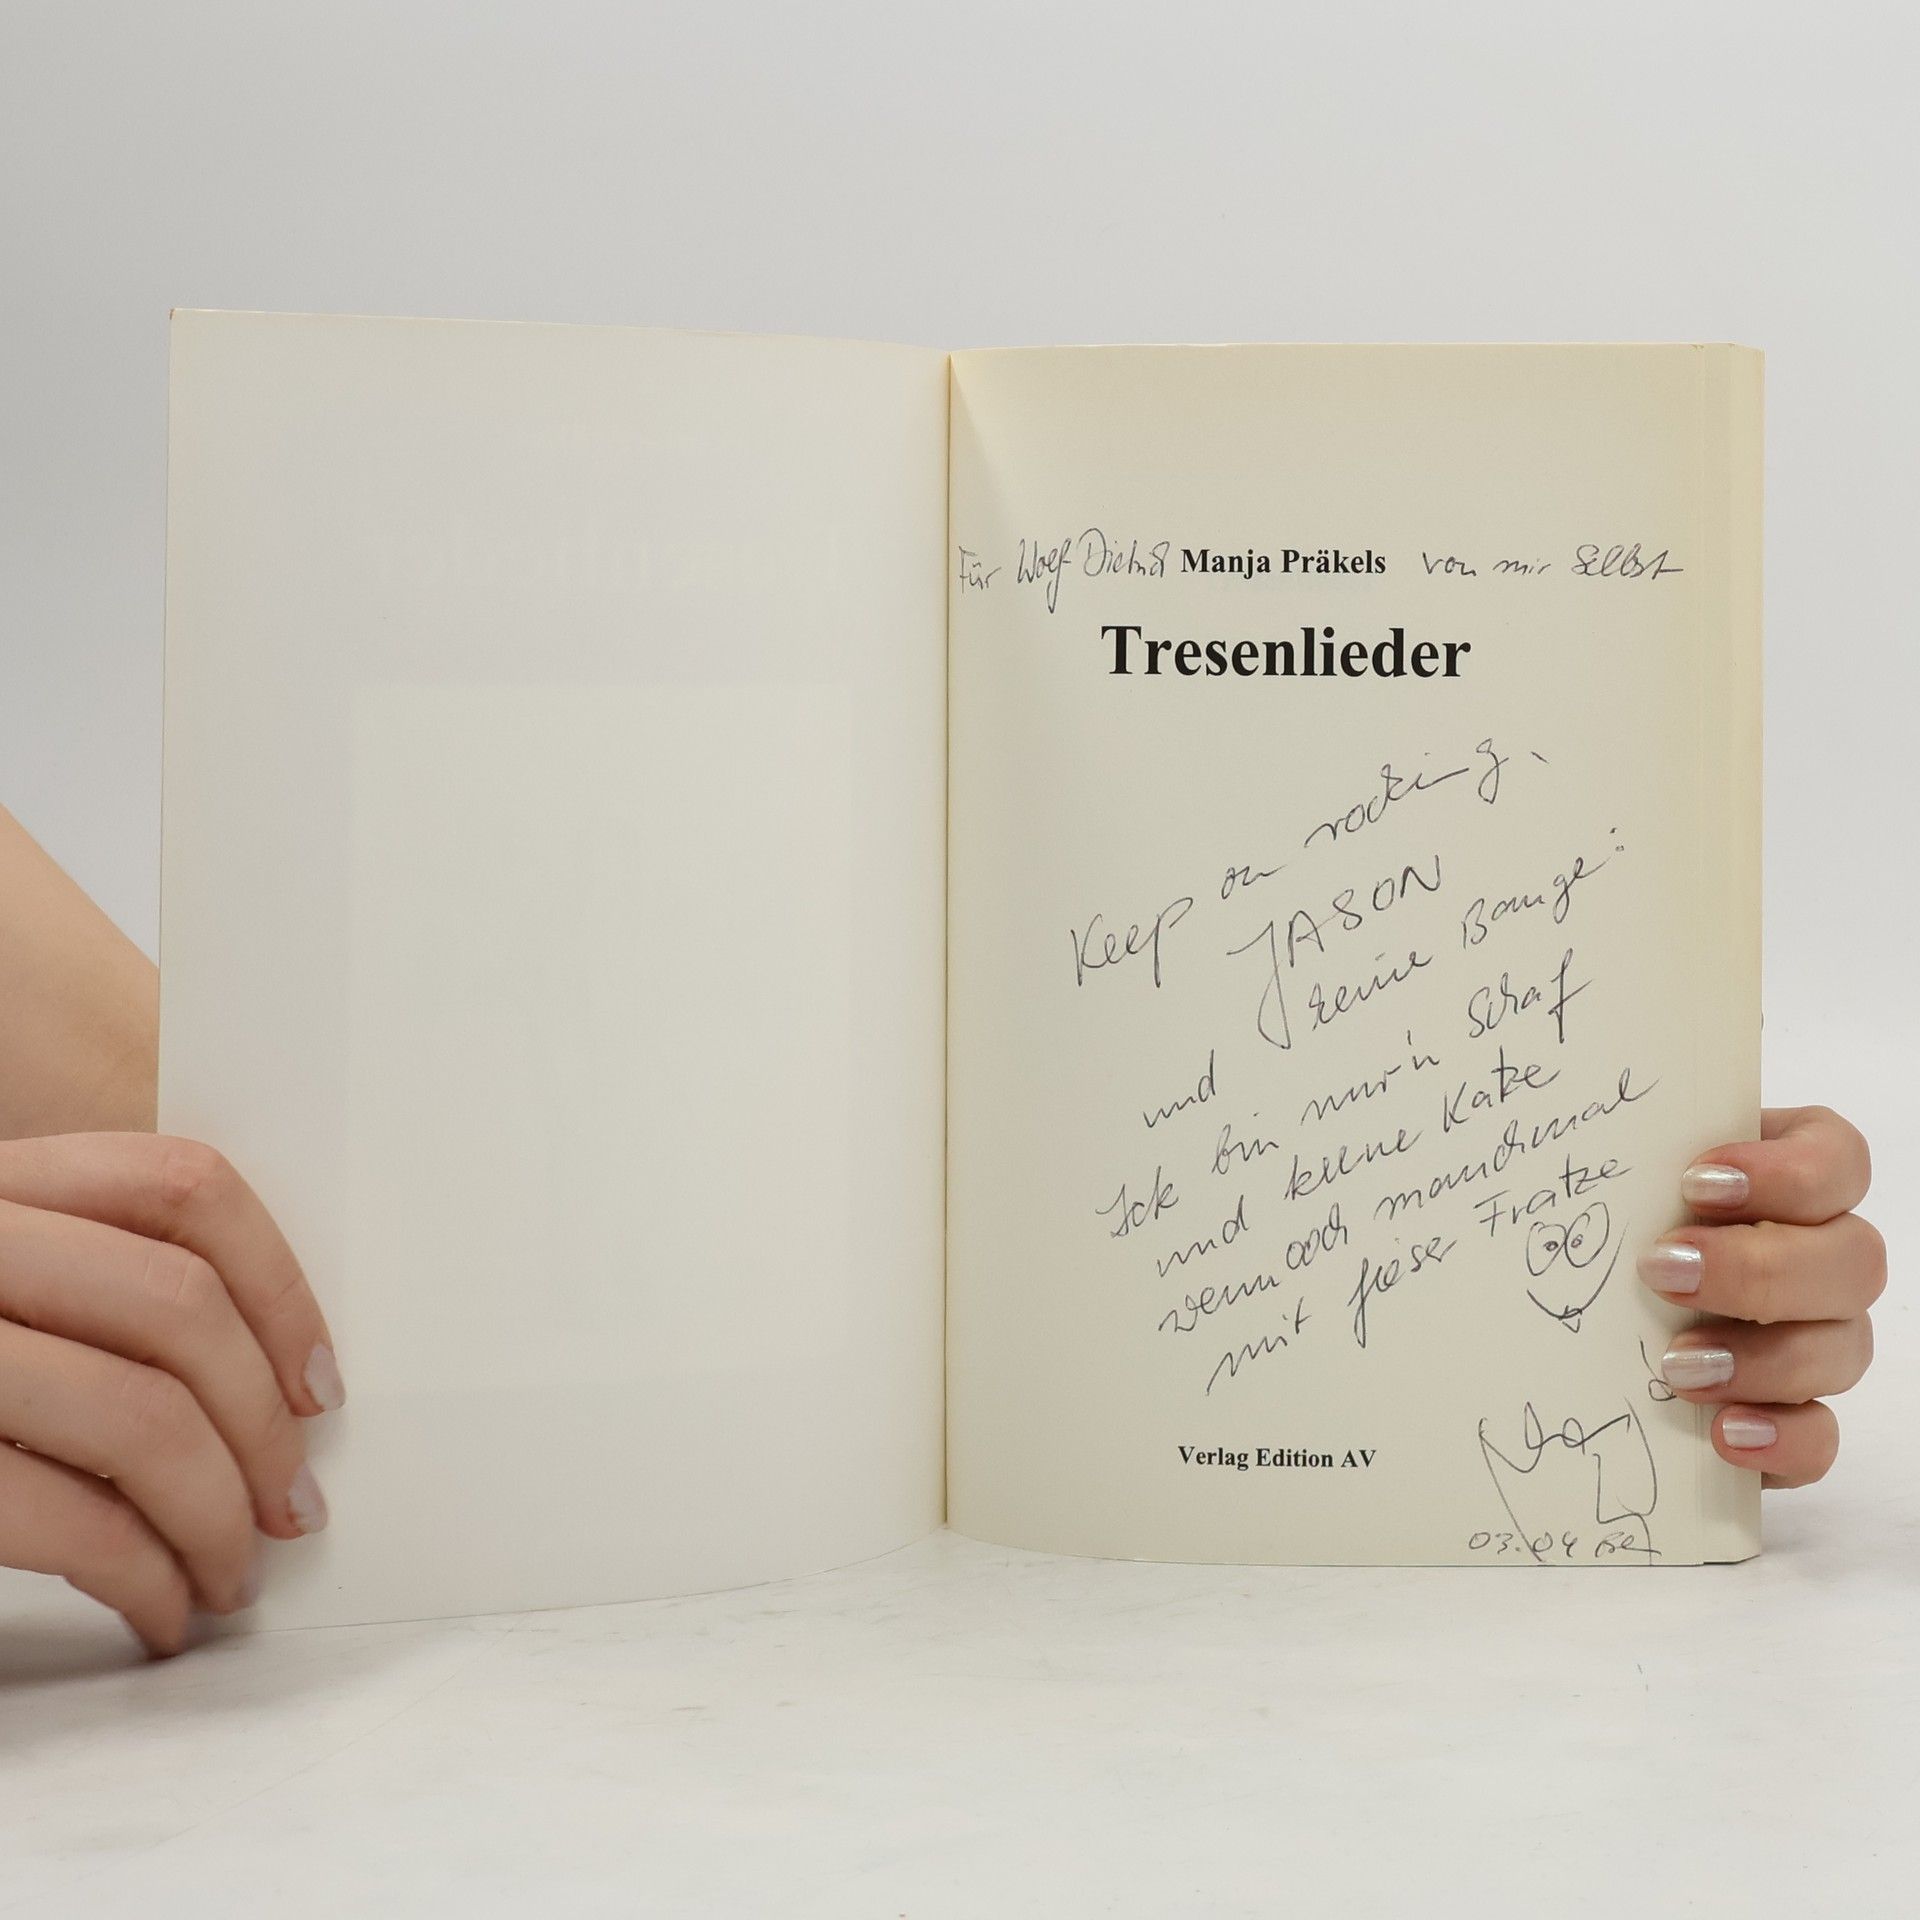 Für Wolf-Dietrich Manja Präkels von mir Selbst
Tresenlieder
Keep on rocking,
JASON
und keine Bange:
Ick bin nur'n Schaf
und keene Katze
wenn och manchmal
mit fieser Fratze
Verlag Edition AV
03.04